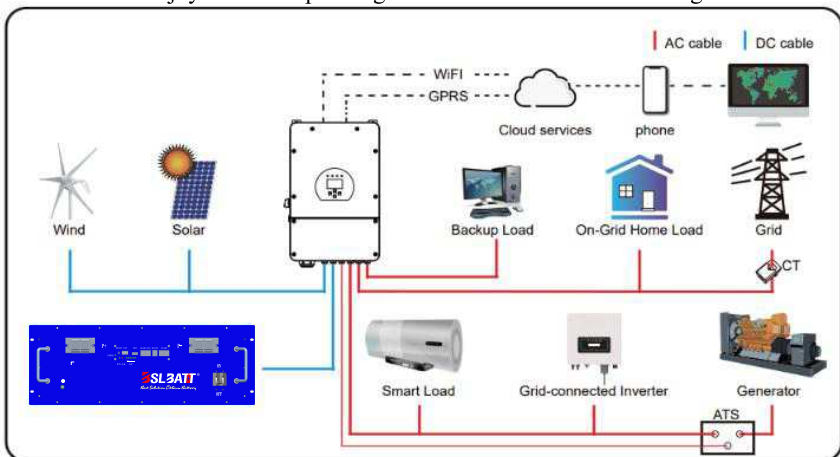 AC cable DC cable
WiFI
GPRS
Cloud services phone
Wind Solar Backup Load On-Grid Home Load Grid
CT
BSLBATT
Smart Load Grid-connected Inverter Generator
ATS